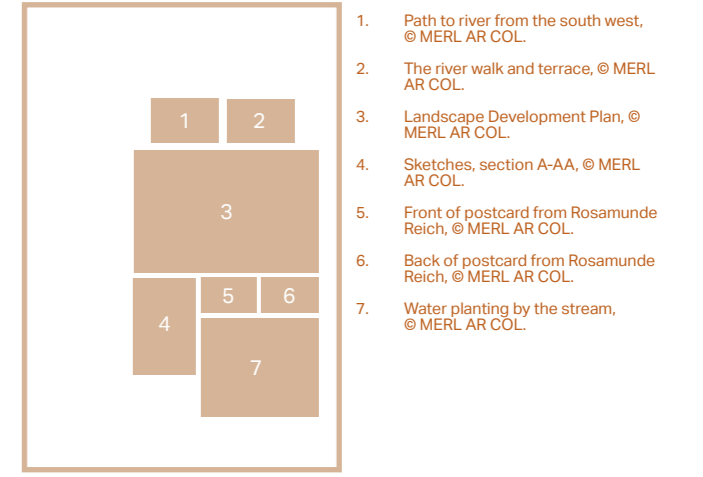 1
2
3
4
5
6
7
1. Path to river from the south west,
© MERL AR COL.
2. The river walk and terrace, © MERL
AR COL.
3. Landscape Development Plan, ©
MERL AR COL.
4. Sketches, section A-AA, © MERL
AR COL.
5. Front of postcard from Rosamunde
Reich, © MERL AR COL.
6. Back of postcard from Rosamunde
Reich, © MERL AR COL.
7. Water planting by the stream,
© MERL AR COL.